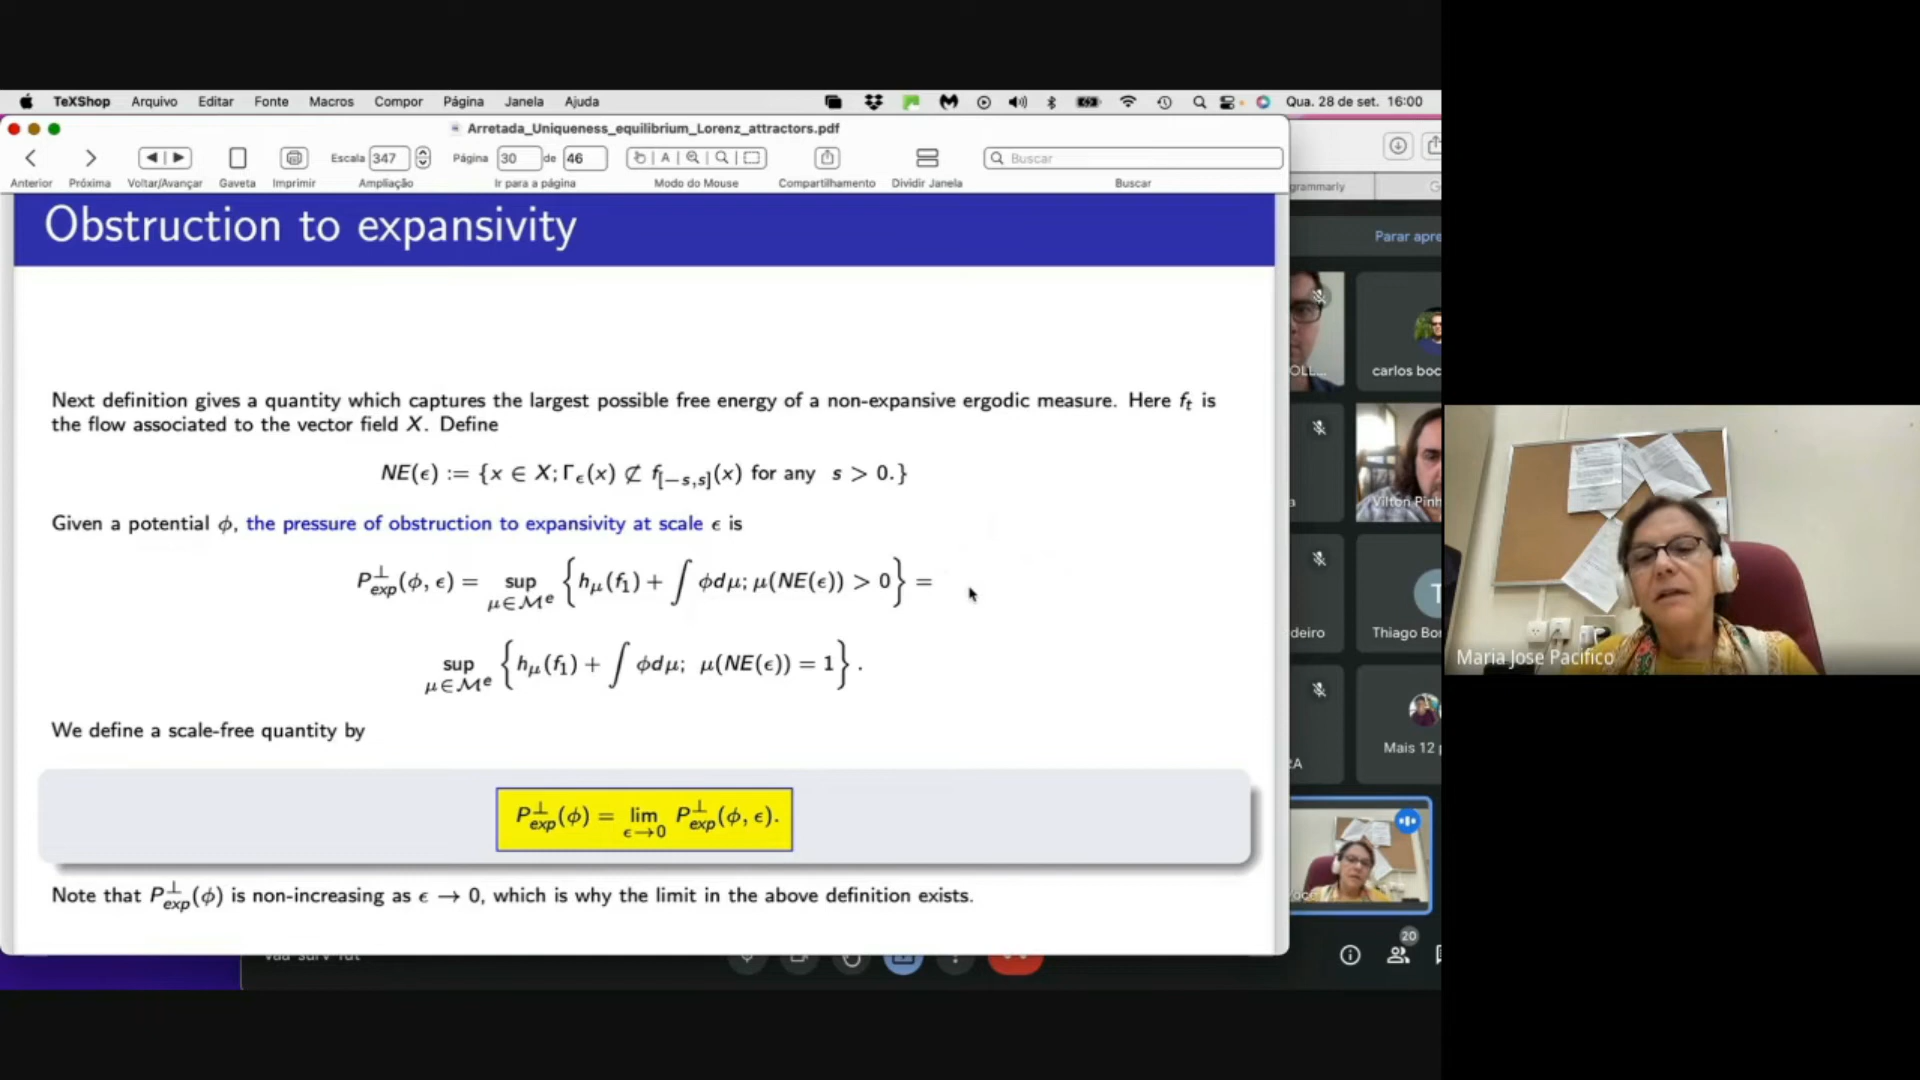 TeXShop Arquivo Editar Fonte Macros Compor Página Janela Ajuda Qua. 28 de set. 16:00
Arretada_Uniqueness_equilibrium_Lorenz_attractors.pdf
Escala 347 Página 30 de 46 Buscar
Anterior Próxima Voltar/Avançar Gaveta Imprimir Ampliação Ir para a página Modo do Mouse Compartilhamento Dividir Janela Buscar
grammarly
Parar apre
Obstruction to expansivity
Next definition gives a quantity which captures the largest possible free energy of a non-expansive ergodic measure. Here f_t is
the flow associated to the vector field X. Define
NE(ϵ) := {x ∈ X; Γ_ϵ(x) ⊄ f_[−s,s](x) for any s > 0.}
Given a potential ϕ, the pressure of obstruction to expansivity at scale ϵ is
P^⊥_exp(ϕ, ϵ) = sup_{μ∈M^e} { h_μ(f_1) + ∫ ϕdμ; μ(NE(ϵ)) > 0 } =
sup_{μ∈M^e} { h_μ(f_1) + ∫ ϕdμ; μ(NE(ϵ)) = 1 } .
We define a scale-free quantity by
P^⊥_exp(ϕ) = lim_{ϵ→0} P^⊥_exp(ϕ, ϵ).
Note that P^⊥_exp(ϕ) is non-increasing as ϵ → 0, which is why the limit in the above definition exists.
OLL... carlos boc
a Vilton Pinh
deiro Thiago Bor
T
RA Mais 12 p
20
Maria Jose Pacifico